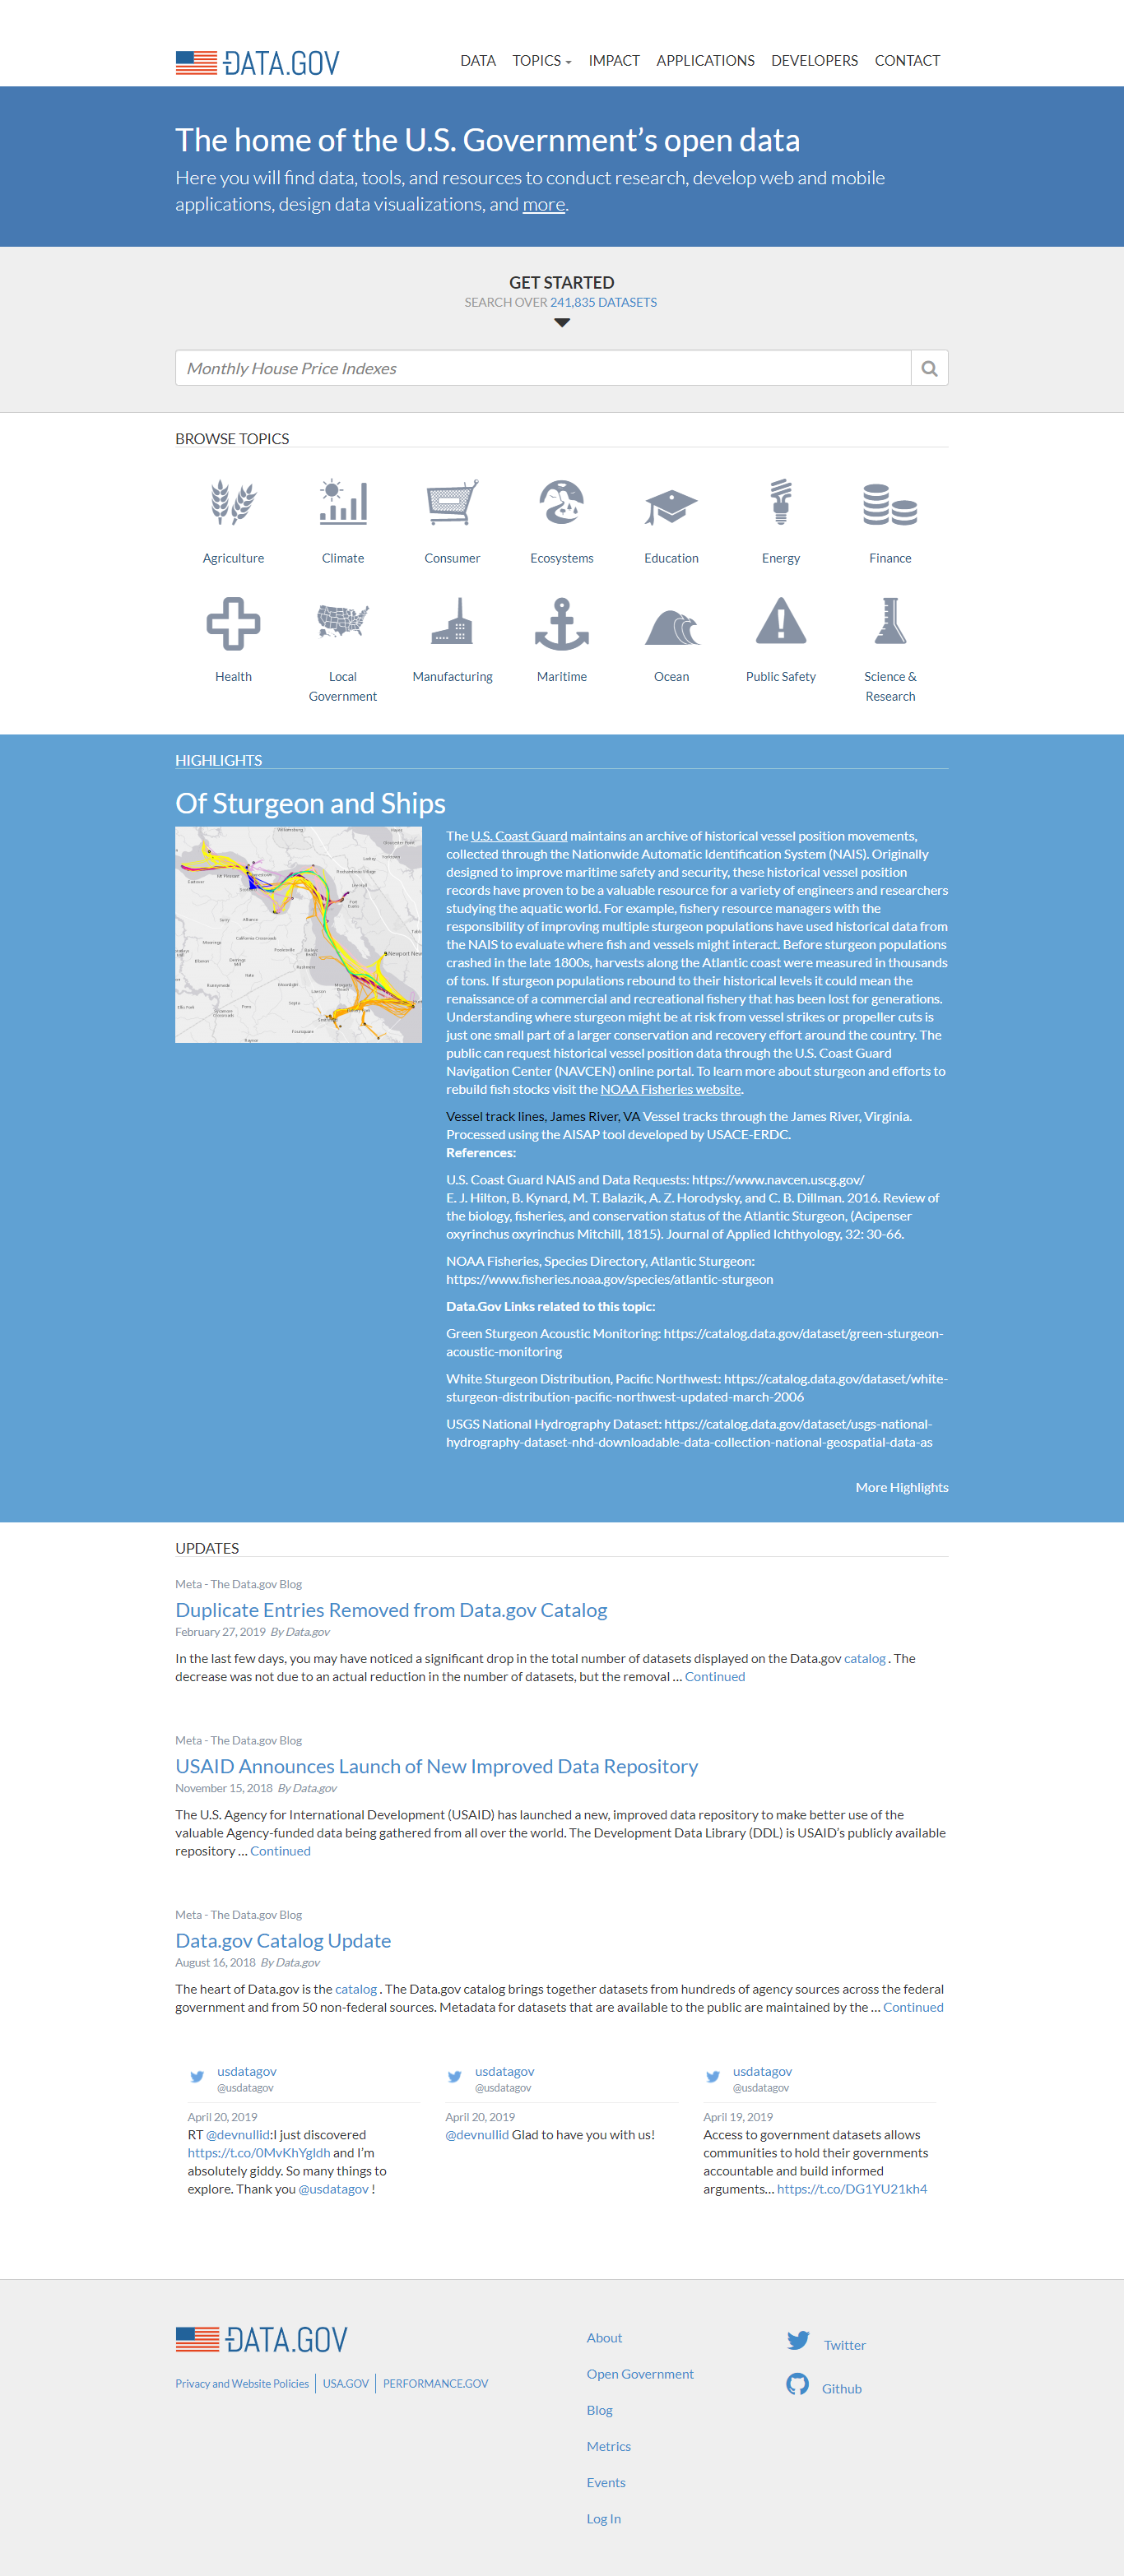 DATA.GOV
DATA TOPICS IMPACT APPLICATIONS DEVELOPERS CONTACT
The home of the U.S. Government’s open data
Here you will find data, tools, and resources to conduct research, develop web and mobile
applications, design data visualizations, and more.
GET STARTED
SEARCH OVER 241,835 DATASETS
Monthly House Price Indexes
BROWSE TOPICS
Agriculture Climate Consumer Ecosystems Education Energy Finance
Health Local Government Manufacturing Maritime Ocean Public Safety Science & Research
HIGHLIGHTS
Of Sturgeon and Ships
The U.S. Coast Guard maintains an archive of historical vessel position movements,
collected through the Nationwide Automatic Identification System (NAIS). Originally
designed to improve maritime safety and security, these historical vessel position
records have proven to be a valuable resource for a variety of engineers and researchers
studying the aquatic world. For example, fishery resource managers with the
responsibility of improving multiple sturgeon populations have used historical data from
the NAIS to evaluate where fish and vessels might interact. Before sturgeon populations
crashed in the late 1800s, harvests along the Atlantic coast were measured in thousands
of tons. If sturgeon populations rebound to their historical levels it could mean the
renaissance of a commercial and recreational fishery that has been lost for generations.
Understanding where sturgeon might be at risk from vessel strikes or propeller cuts is
just one small part of a larger conservation and recovery effort around the country. The
public can request historical vessel position data through the U.S. Coast Guard
Navigation Center (NAVCEN) online portal. To learn more about sturgeon and efforts to
rebuild fish stocks visit the NOAA Fisheries website.
Vessel track lines, James River, VA Vessel tracks through the James River, Virginia.
Processed using the AISAP tool developed by USACE-ERDC.
References:
U.S. Coast Guard NAIS and Data Requests: https://www.navcen.uscg.gov/
E. J. Hilton, B. Kynard, M. T. Balazik, A. Z. Horodysky, and C. B. Dillman. 2016. Review of
the biology, fisheries, and conservation status of the Atlantic Sturgeon, (Acipenser
oxyrinchus oxyrinchus Mitchill, 1815). Journal of Applied Ichthyology, 32: 30-66.
NOAA Fisheries, Species Directory, Atlantic Sturgeon:
https://www.fisheries.noaa.gov/species/atlantic-sturgeon
Data.Gov Links related to this topic:
Green Sturgeon Acoustic Monitoring: https://catalog.data.gov/dataset/green-sturgeon-
acoustic-monitoring
White Sturgeon Distribution, Pacific Northwest: https://catalog.data.gov/dataset/white-
sturgeon-distribution-pacific-northwest-updated-march-2006
USGS National Hydrography Dataset: https://catalog.data.gov/dataset/usgs-national-
hydrography-dataset-nhd-downloadable-data-collection-national-geospatial-data-as
More Highlights
UPDATES
Meta - The Data.gov Blog
Duplicate Entries Removed from Data.gov Catalog
February 27, 2019 By Data.gov
In the last few days, you may have noticed a significant drop in the total number of datasets displayed on the Data.gov catalog . The
decrease was not due to an actual reduction in the number of datasets, but the removal … Continued
Meta - The Data.gov Blog
USAID Announces Launch of New Improved Data Repository
November 15, 2018 By Data.gov
The U.S. Agency for International Development (USAID) has launched a new, improved data repository to make better use of the
valuable Agency-funded data being gathered from all over the world. The Development Data Library (DDL) is USAID’s publicly available
repository … Continued
Meta - The Data.gov Blog
Data.gov Catalog Update
August 16, 2018 By Data.gov
The heart of Data.gov is the catalog . The Data.gov catalog brings together datasets from hundreds of agency sources across the federal
government and from 50 non-federal sources. Metadata for datasets that are available to the public are maintained by the … Continued
usdatagov
@usdatagov
April 20, 2019
RT @devnullid:I just discovered
https://t.co/0MvKhYgIdh and I’m
absolutely giddy. So many things to
explore. Thank you @usdatagov !
usdatagov
@usdatagov
April 20, 2019
@devnullid Glad to have you with us!
usdatagov
@usdatagov
April 19, 2019
Access to government datasets allows
communities to hold their governments
accountable and build informed
arguments… https://t.co/DG1YU21kh4
DATA.GOV
Privacy and Website Policies USA.GOV PERFORMANCE.GOV
About
Open Government
Blog
Metrics
Events
Log In
Twitter
Github